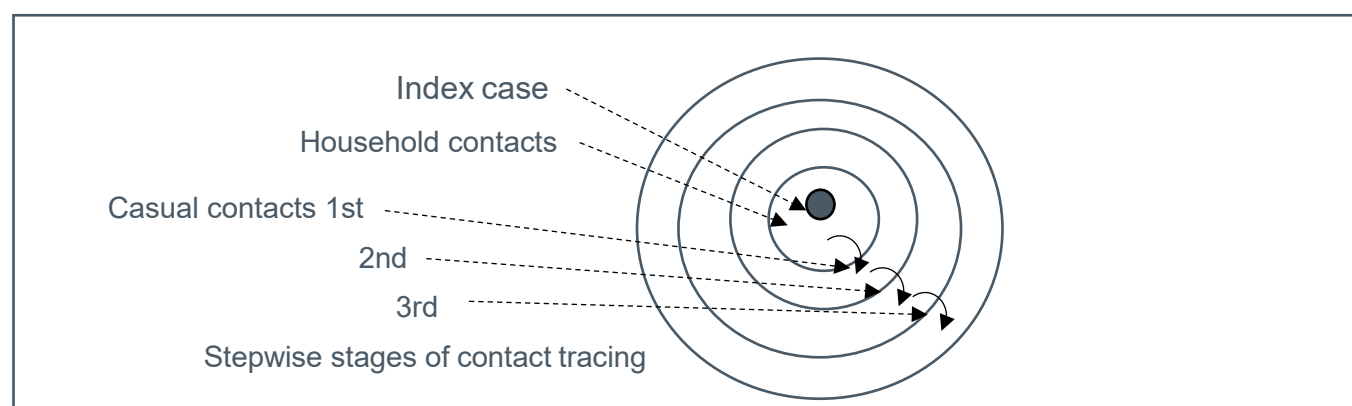 Index case
Household contacts
Casual contacts 1st
2nd
3rd
Stepwise stages of contact tracing